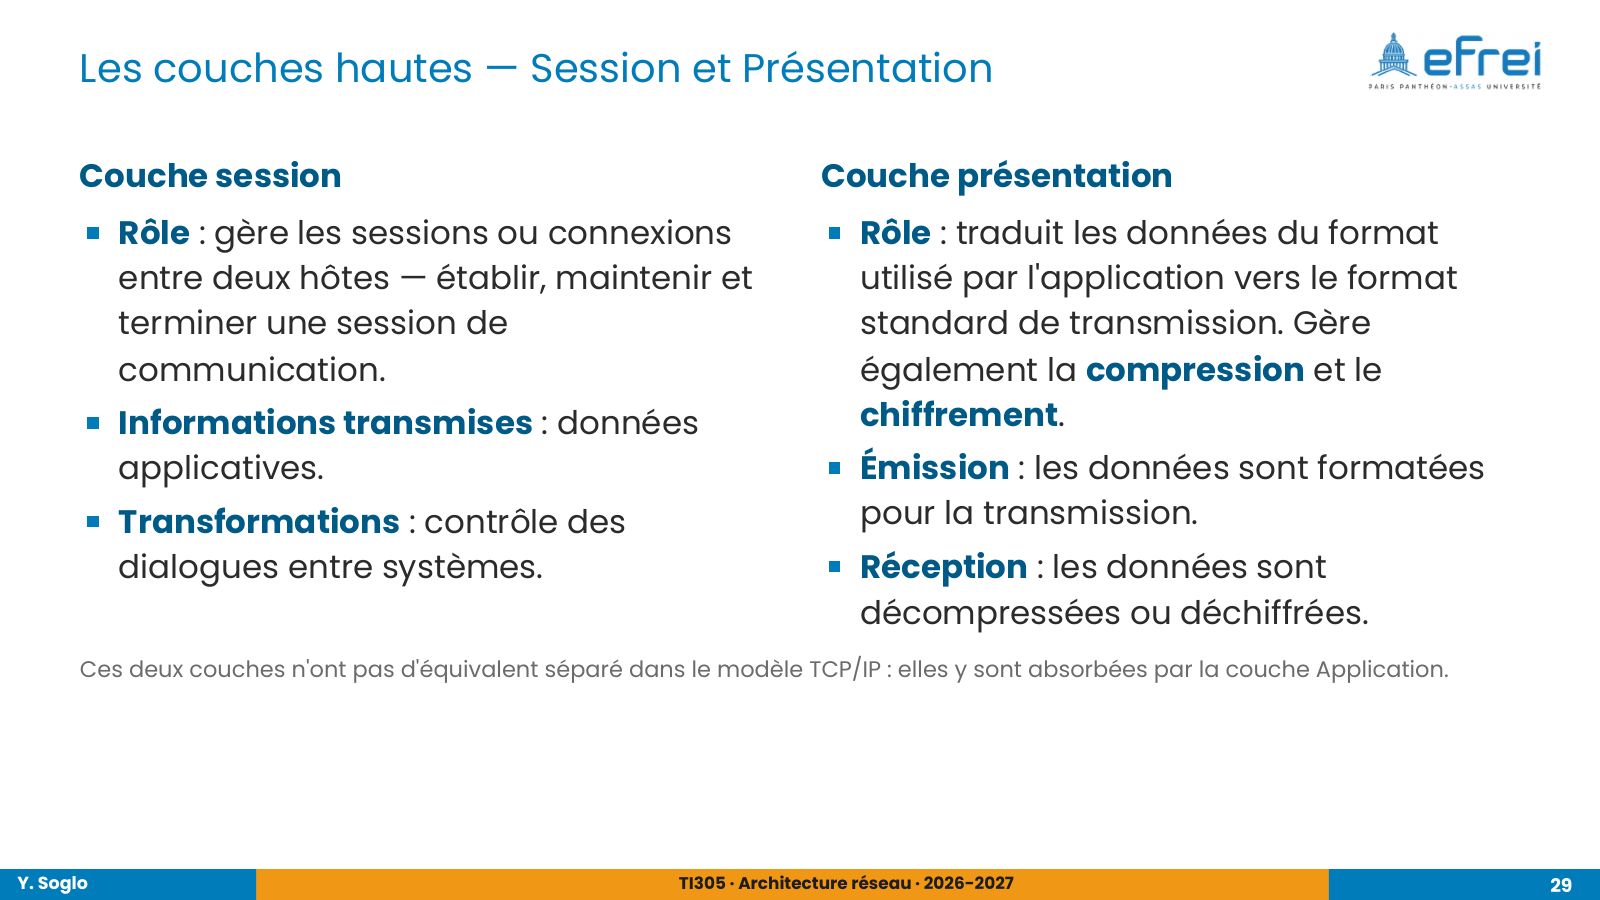 Les couches hautes — Session et Présentation
efrei
PARIS PANTHÉON-ASSAS UNIVERSITÉ
Couche session
Rôle : gère les sessions ou connexions
entre deux hôtes — établir, maintenir et
terminer une session de
communication.
Informations transmises : données
applicatives.
Transformations : contrôle des
dialogues entre systèmes.
Couche présentation
Rôle : traduit les données du format
utilisé par l'application vers le format
standard de transmission. Gère
également la compression et le
chiffrement.
Émission : les données sont formatées
pour la transmission.
Réception : les données sont
décompressées ou déchiffrées.
Ces deux couches n'ont pas d'équivalent séparé dans le modèle TCP/IP : elles y sont absorbées par la couche Application.
Y. Soglo
TI305 · Architecture réseau · 2026-2027
29